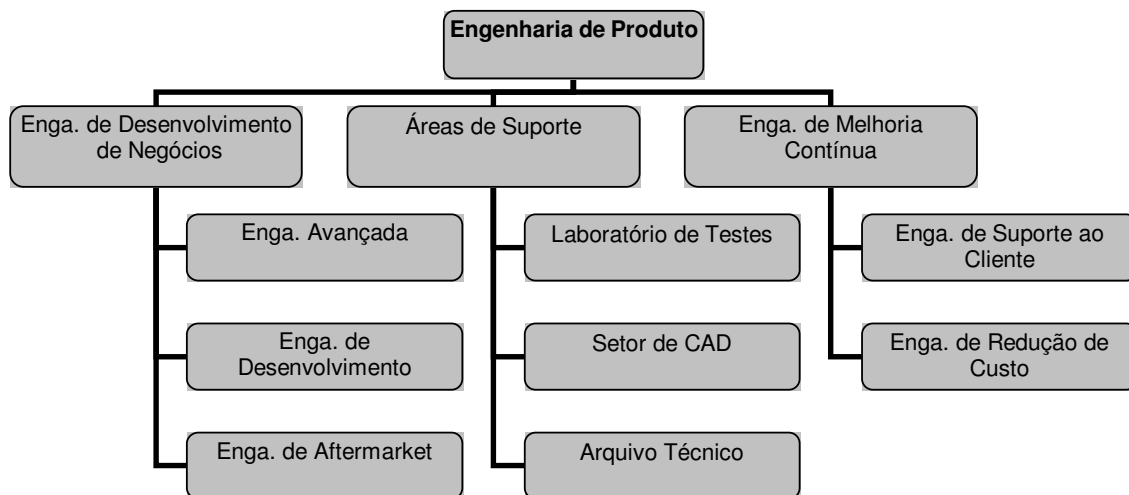 Engenharia de Produto
Enga. de Desenvolvimento
de Negócios
Áreas de Suporte
Enga. de Melhoria
Contínua
Enga. Avançada
Laboratório de Testes
Enga. de Suporte ao
Cliente
Enga. de
Desenvolvimento
Setor de CAD
Enga. de Redução de
Custo
Enga. de Aftermarket
Arquivo Técnico